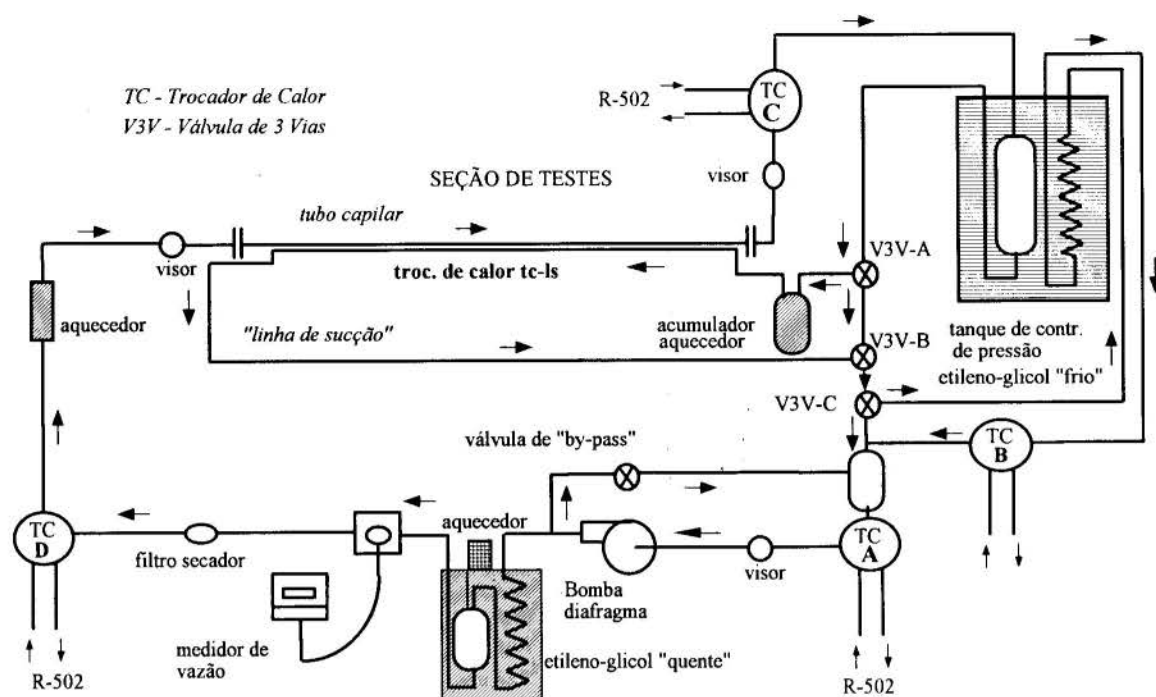 TC - Trocador de Calor
V3V - Válvula de 3 Vias
R-502
TC
C
visor
SEÇÃO DE TESTES
tubo capilar
visor
troc. de calor tc-ls
V3V-A
aquecedor
"linha de sucção"
acumulador
aquecedor
V3V-B
tanque de contr.
de pressão
etileno-glicol "frio"
V3V-C
válvula de "by-pass"
TC
B
TC
D
filtro secador
aquecedor
Bomba
diafragma
visor
TC
A
medidor de
vazão
etileno-glicol "quente"
R-502
R-502